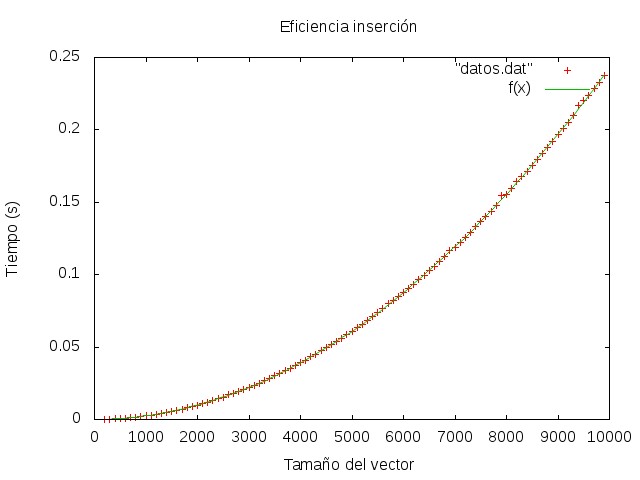 Eficiencia inserción
0.25
0.2
0.15
0.1
0.05
0
Tiempo (s)
"datos.dat"
f(x)
0 1000 2000 3000 4000 5000 6000 7000 8000 9000 10000
Tamaño del vector